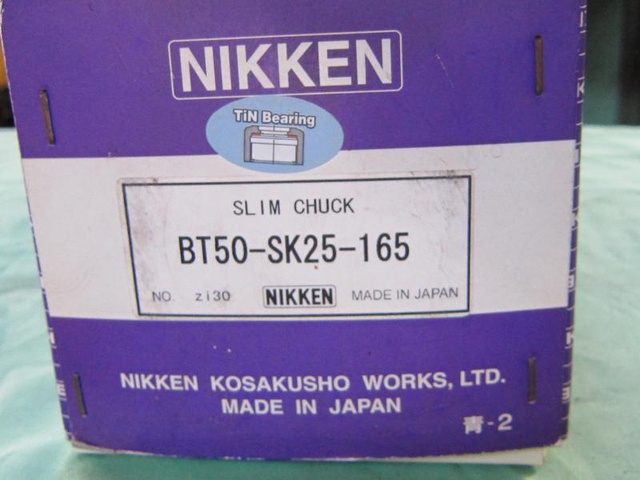 NIKKEN
TiN Bearing
SLIM CHUCK
BT50-SK25-165
NO. zi30 NIKKEN MADE IN JAPAN
NIKKEN KOSAKUSHO WORKS, LTD.
MADE IN JAPAN
青-2